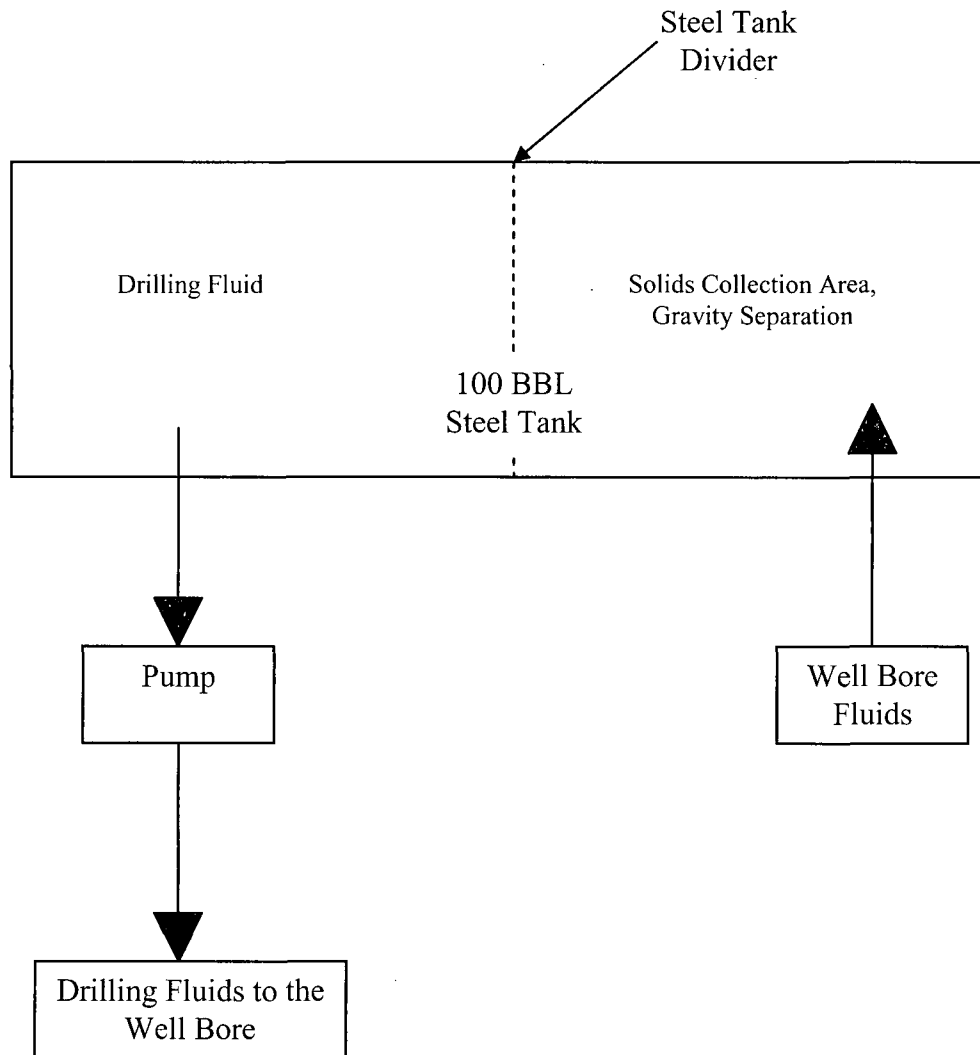 Steel Tank
Divider
Drilling Fluid
Solids Collection Area,
Gravity Separation
100 BBL
Steel Tank
Pump
Well Bore
Fluids
Drilling Fluids to the
Well Bore